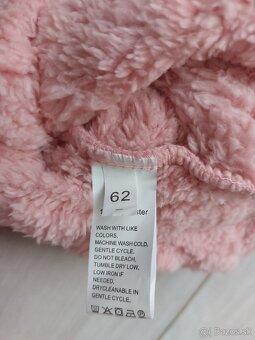 62
WASH WITH LIKE
COLORS.
MACHINE WASH COLD,
GENTLE CYCLE.
DO NOT BLEACH,
TUMBLE DRY LOW,
LOW IRON IF
NEEDED,
DRYCLEANABLE IN
GENTLE CYCLE.
Bazos.sk